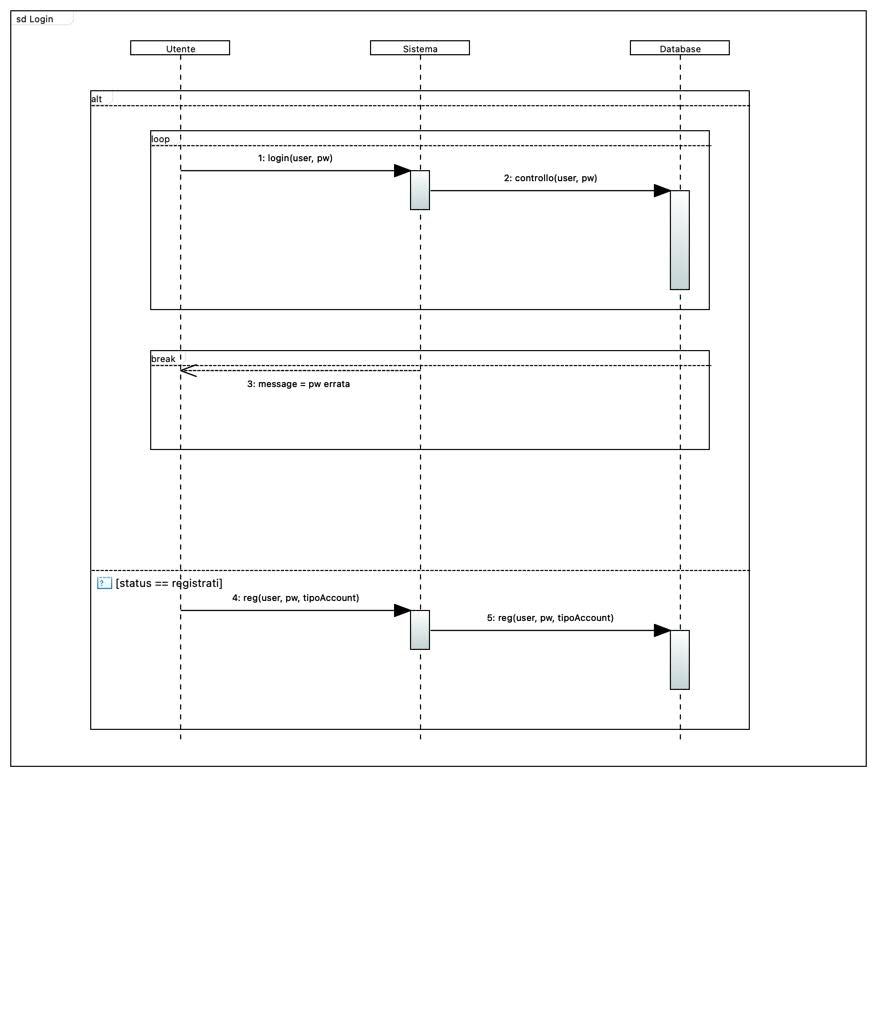 sd Login
Utente
Sistema
Database
alt
loop
1: login(user, pw)
2: controllo(user, pw)
break
3: message = pw errata
? [status == registrati]
4: reg(user, pw, tipoAccount)
5: reg(user, pw, tipoAccount)